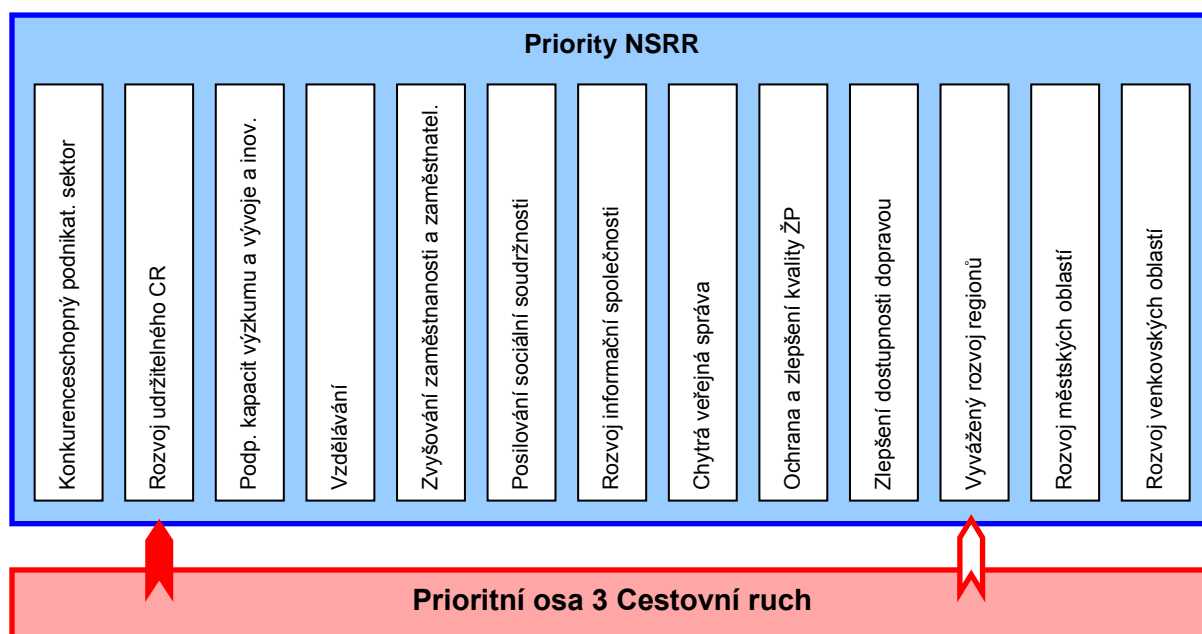 Priority NSRR
Konkurenceschopný podnikat. sektor
Rozvoj udržitelného CR
Podp. kapacit výzkumu a vývoje a inov.
Vzdělávání
Zvyšování zaměstnanosti a zaměstnatel.
Posilování sociální soudržnosti
Rozvoj informační společnosti
Chytrá veřejná správa
Ochrana a zlepšení kvality ŽP
Zlepšení dostupnosti dopravou
Vyvážený rozvoj regionů
Rozvoj městských oblastí
Rozvoj venkovských oblastí
Prioritní osa 3 Cestovní ruch